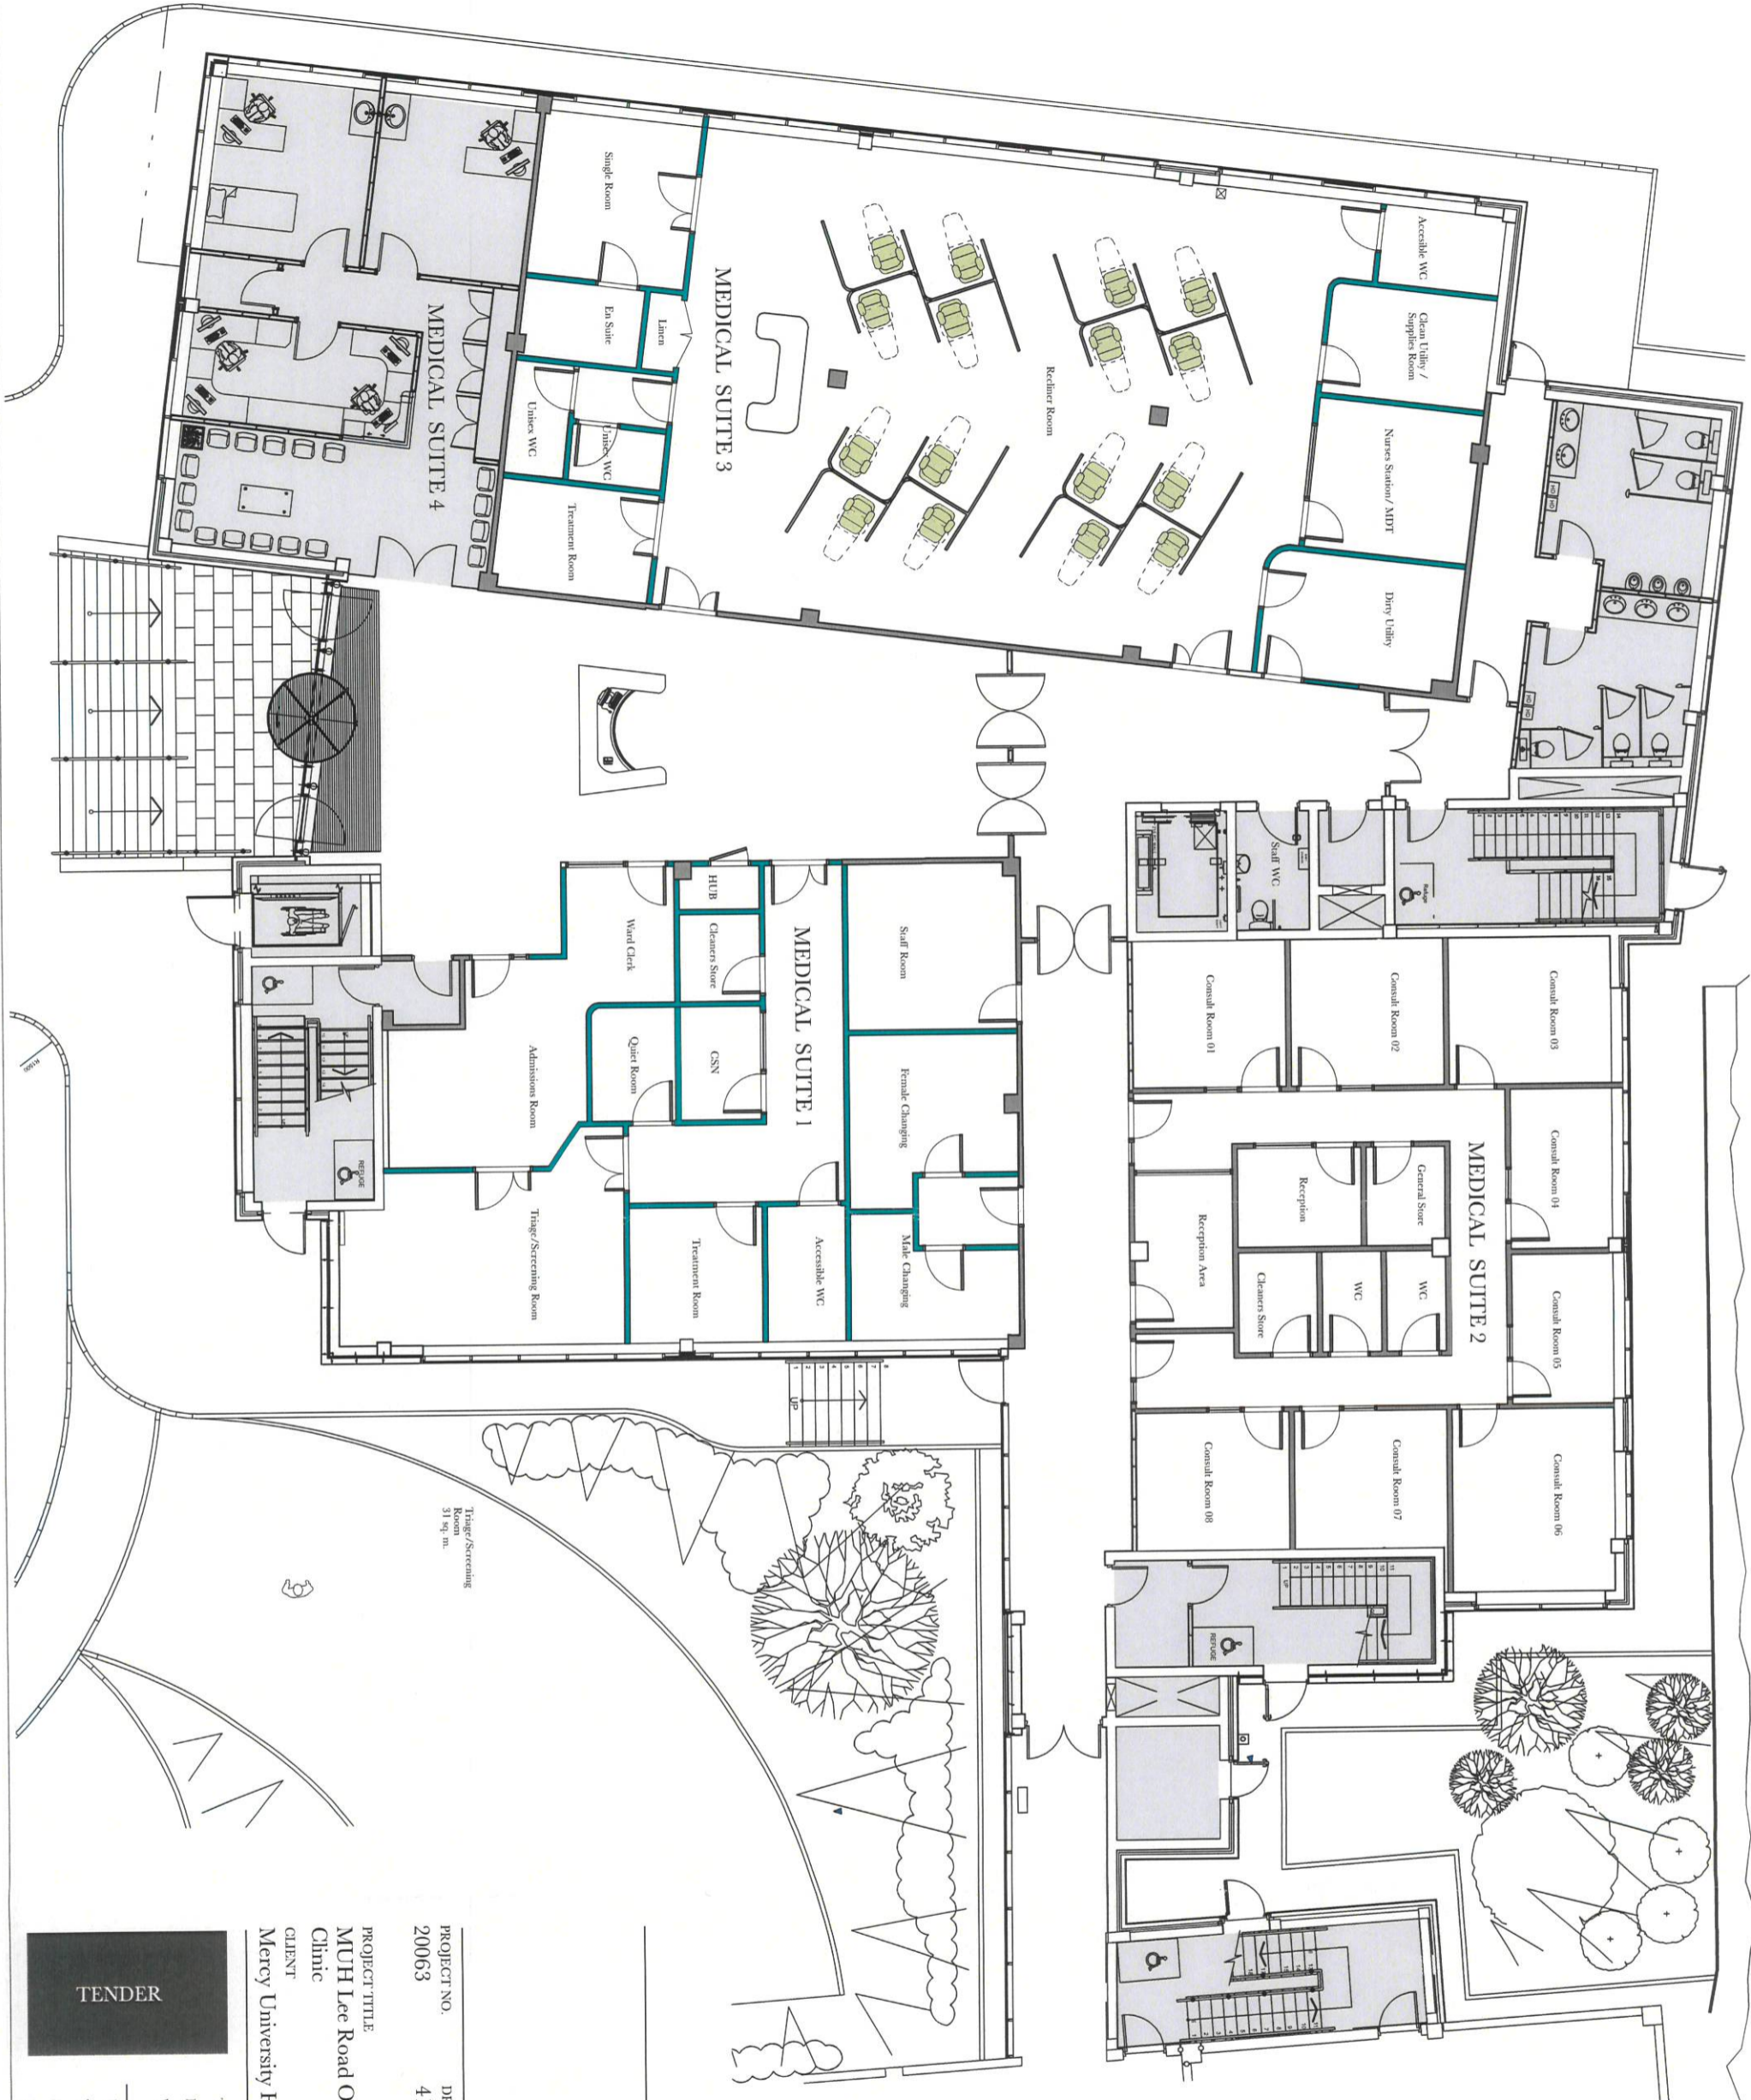 MEDICAL SUITE 4
MEDICAL SUITE 3
Single Room
En Suite
Linen
Unisex WC
Unisex WC
Treatment Room
Recliner Room
Accesible WC
Clean Utility /
Supplies Room
Nurses Station/ MDT
Dirty Utility
MEDICAL SUITE 1
HUB
Cleaners Store
CSN
Ward Clerk
Quiet Room
Admissions Room
Triage/Screening Room
Treatment Room
Accessible WC
Staff Room
Female Changing
Male Changing
REFUGE
Staff WC
Refuge
MEDICAL SUITE 2
Consult Room 01
Consult Room 02
Consult Room 03
Consult Room 04
Consult Room 05
Consult Room 06
Consult Room 07
Consult Room 08
Reception
General Store
Reception Area
Cleaners Store
WC
WC
REFUGE
UP
UP
Triage/Screening
Room
31 sq. m.
PROJECT NO.
20063
PROJECT TITLE
MUH Lee Road O
Clinic
CLIENT
Mercy University
TENDER